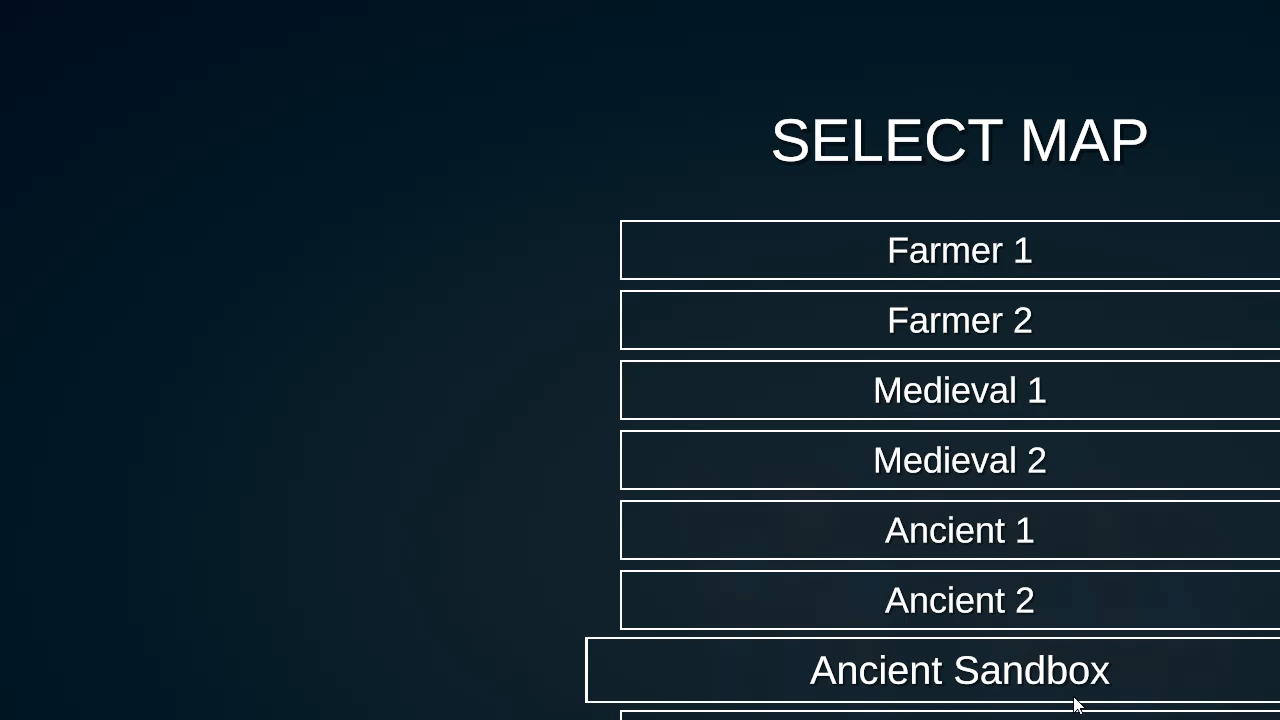 SELECT MAP
Farmer 1
Farmer 2
Medieval 1
Medieval 2
Ancient 1
Ancient 2
Ancient Sandbox